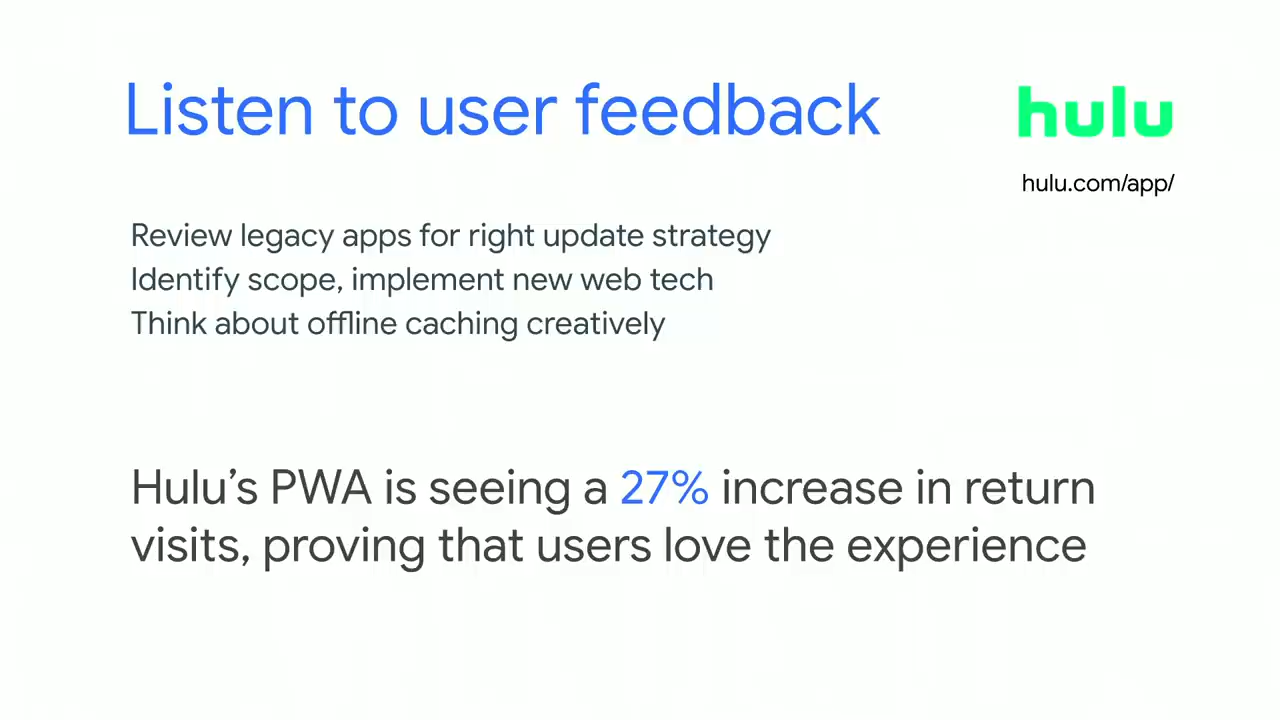 Listen to user feedback
hulu
hulu.com/app/
Review legacy apps for right update strategy
Identify scope, implement new web tech
Think about offline caching creatively
Hulu’s PWA is seeing a 27% increase in return
visits, proving that users love the experience